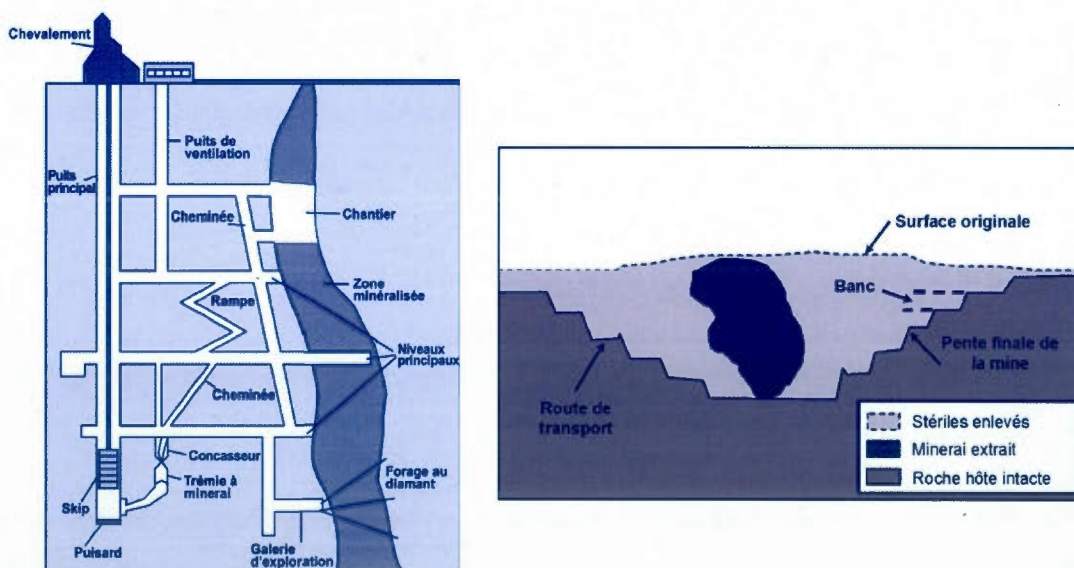 Chevalement
Puits de
ventilation
Puits
principal
Cheminée
Chantier
Zone
minéralisée
Rampe
Niveaux
principaux
Cheminée
Concasseur
Trémie à
mineral
Skip
Puisard
Forage au
diamant
Galerie
d'exploration
Surface originale
Banc
Pente finale de
la mine
Route de
transport
Stériles enlevés
Minerai extrait
Roche hôte intacte